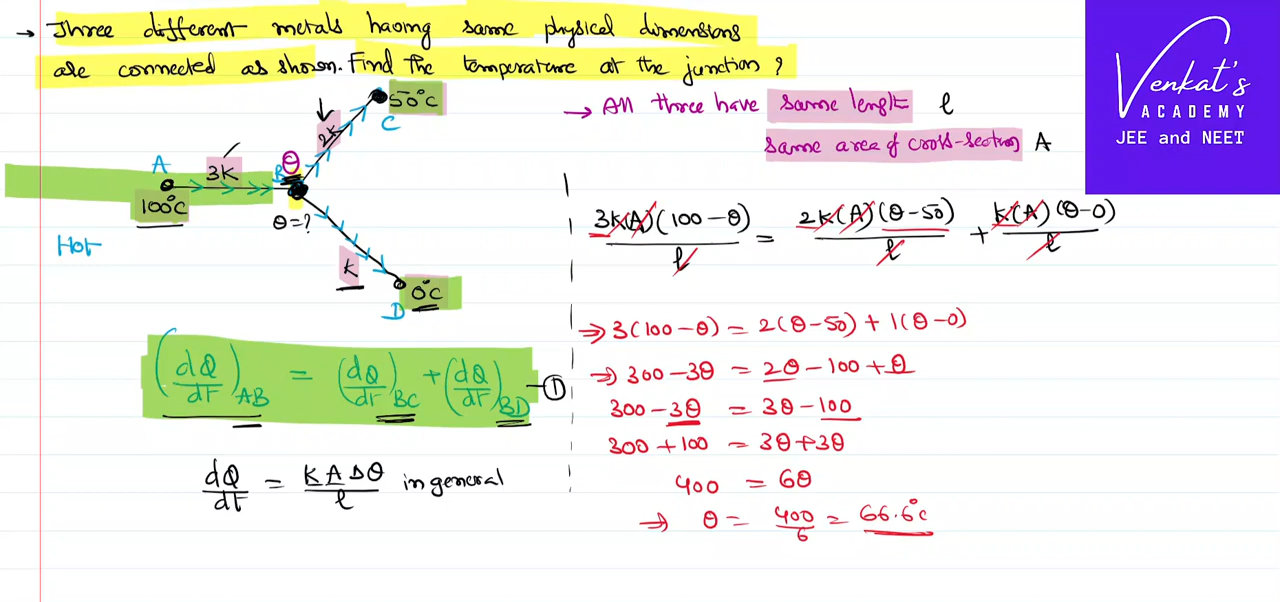 → Three different metals having same physical dimensions
are connected as shown. Find the temperature at the junction ?
50°c
C
2K
A
3K
B
θ
100°c
θ=?
Hot
K
0°c
D
(dQ/dT)AB = (dQ/dT)BC + (dQ/dT)BD —①
dQ/dT = KAΔθ/l in general
→ All three have same length l
same area of cross-section A
3K(A)(100-θ)/l = 2K(A)(θ-50)/l + K(A)(θ-0)/l
⇒ 3(100-θ) = 2(θ-50) + 1(θ-0)
⇒ 300-3θ = 2θ-100+θ
300-3θ = 3θ-100
300+100 = 3θ+3θ
400 = 6θ
⇒ θ = 400/6 = 66.6°c
Venkat's
ACADEMY
JEE and NEET